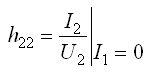 h₂₂ = I₂/U₂ | I₁ = 0